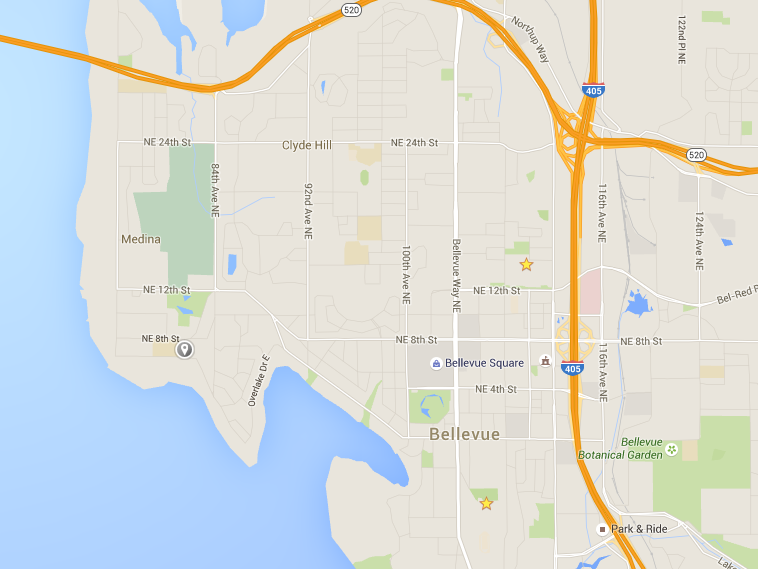 520
Northup Way
122nd Pl NE
405
NE 24th St
Clyde Hill
NE 24th St
520
84th Ave NE
92nd Ave NE
116th Ave NE
124th Ave NE
Medina
100th Ave NE
Bellevue Way NE
NE 12th St
NE 12th St
Bel-Red R
NE 8th St
NE 8th St
NE 8th St
Overlake Dr E
Bellevue Square
405
116th Ave NE
NE 4th St
Bellevue
Bellevue
Botanical Garden
Park & Ride
Lake